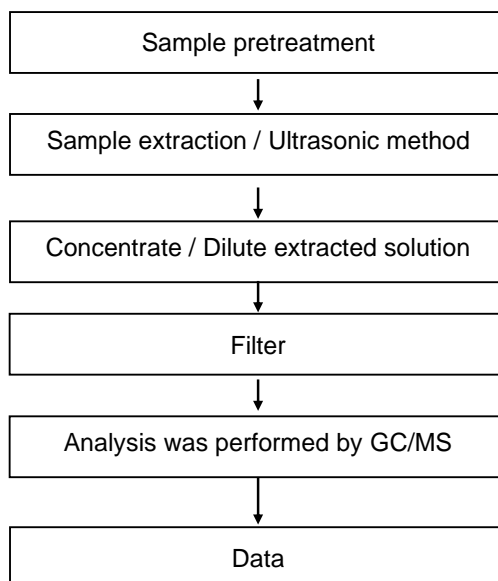 Sample pretreatment
Sample extraction / Ultrasonic method
Concentrate / Dilute extracted solution
Filter
Analysis was performed by GC/MS
Data